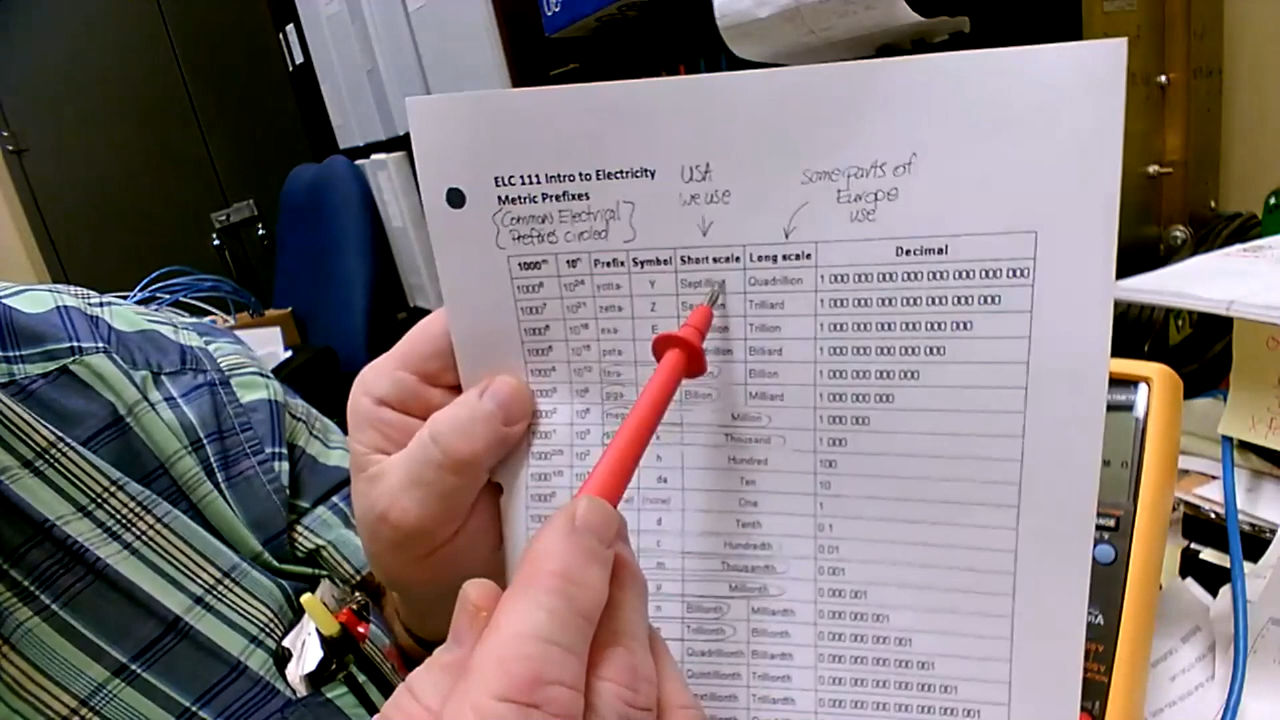 ELC 111 Intro to Electricity
Metric Prefixes
{Common Electrical
Prefixes circled}
USA
we use
some parts of
Europe
use
1000ᵐ 10ⁿ Prefix Symbol Short scale Long scale Decimal
1000⁸ 10²⁴ yotta- Y Septillion Quadrillion 1 000 000 000 000 000 000 000 000
1000⁷ 10²¹ zetta- Z Trilliard 1 000 000 000 000 000 000 000
1000⁶ 10¹⁸ exa- E Trillion 1 000 000 000 000 000 000
1000⁵ 10¹⁵ peta- Billiard 1 000 000 000 000 000
1000⁴ 10¹² tera- Billion 1 000 000 000 000
1000³ 10⁹ giga- Billion Milliard 1 000 000 000
1000² 10⁶ Million 1 000 000
1000¹ 10³ k Thousand 1 000
1000²ᐟ³ 10² h Hundred 100
1000¹ᐟ³ da Ten 10
1000⁰ (none) One 1
d Tenth 0.1
c Hundredth 0.01
m Thousandth 0.001
µ Millionth 0.000 001
n Billionth Milliardth 0.000 000 001
Trillionth Billionth 0.000 000 000 001
Quadrillionth Billiardth 0.000 000 000 000 001
Quintillionth Trillionth 0.000 000 000 000 000 001
Trilliardth 0.000 000 000 000 000 000 001